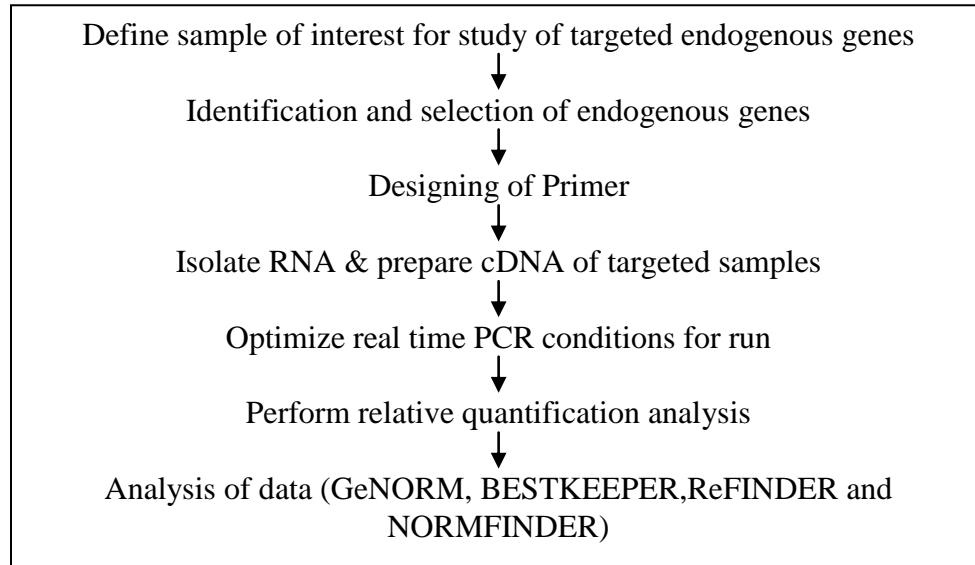 Define sample of interest for study of targeted endogenous genes
Identification and selection of endogenous genes
Designing of Primer
Isolate RNA & prepare cDNA of targeted samples
Optimize real time PCR conditions for run
Perform relative quantification analysis
Analysis of data (GeNORM, BESTKEEPER,ReFINDER and
NORMFINDER)